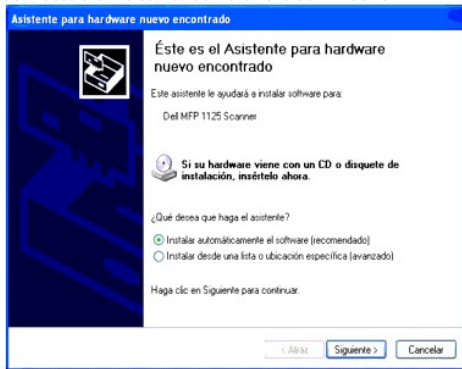 Asistente para hardware nuevo encontrado
Éste es el Asistente para hardware
nuevo encontrado
Este asistente le ayudará a instalar software para:
Dell MFP 1125 Scanner
Si su hardware viene con un CD o disquete de
instalación, insértelo ahora.
¿Qué desea que haga el asistente?
Instalar automáticamente el software (recomendado)
Instalar desde una lista o ubicación específica (avanzado)
Haga clic en Siguiente para continuar.
< Atrás Siguiente > Cancelar